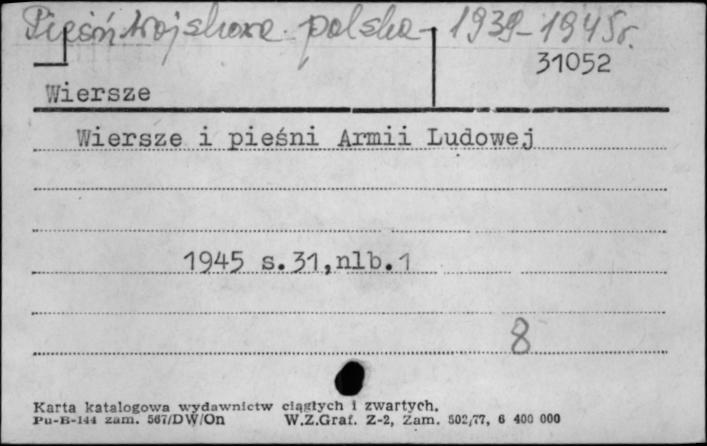 Pieśń wojskowa polska 1939-1945r.
31052
Wiersze
Wiersze i pieśni Armii Ludowej
1945 s.31,nlb.1
8
Karta katalogowa wydawnictw ciągłych i zwartych.
Pu-B-144 zam. 567/DW/On W.Z.Graf. Z-2, Zam. 502/77, 6 400 000